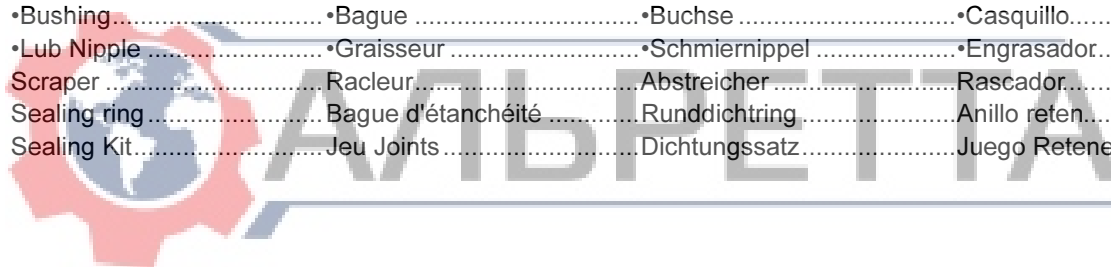 •Bushing.......................... •Bague ................................ •Buchse .............................. •Casquillo......
•Lub Nipple ...................... •Graisseur........................... •Schmiernippel ................... •Engrasador..
Scraper ............................. Racleur................................ Abstreicher......................... Rascador......
Sealing ring ...................... Bague d'étanchéité............. Runddichtring..................... Anillo reten...
Sealing Kit......................... Jeu Joints........................... Dichtungssatz..................... Juego Retene
АЛЬРЕТТА